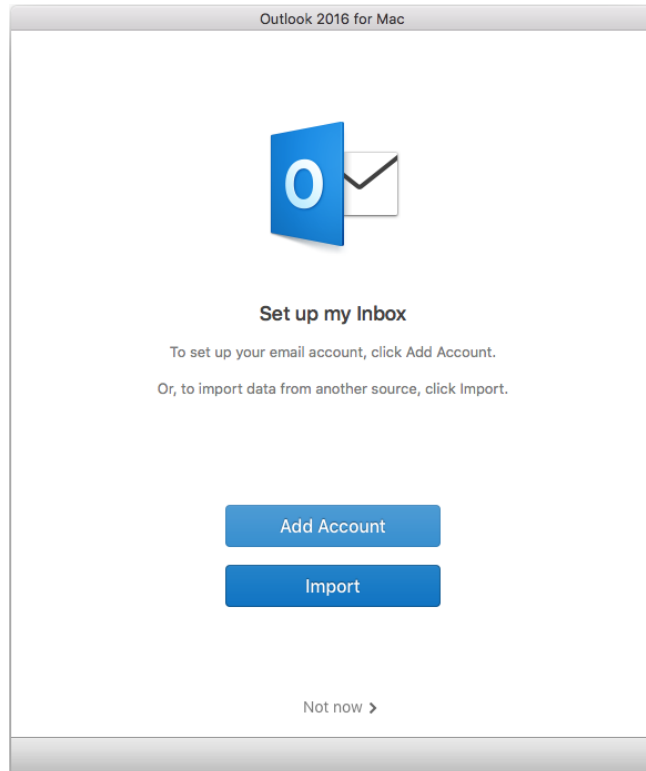 Outlook 2016 for Mac
O
Set up my Inbox
To set up your email account, click Add Account.
Or, to import data from another source, click Import.
Add Account
Import
Not now >